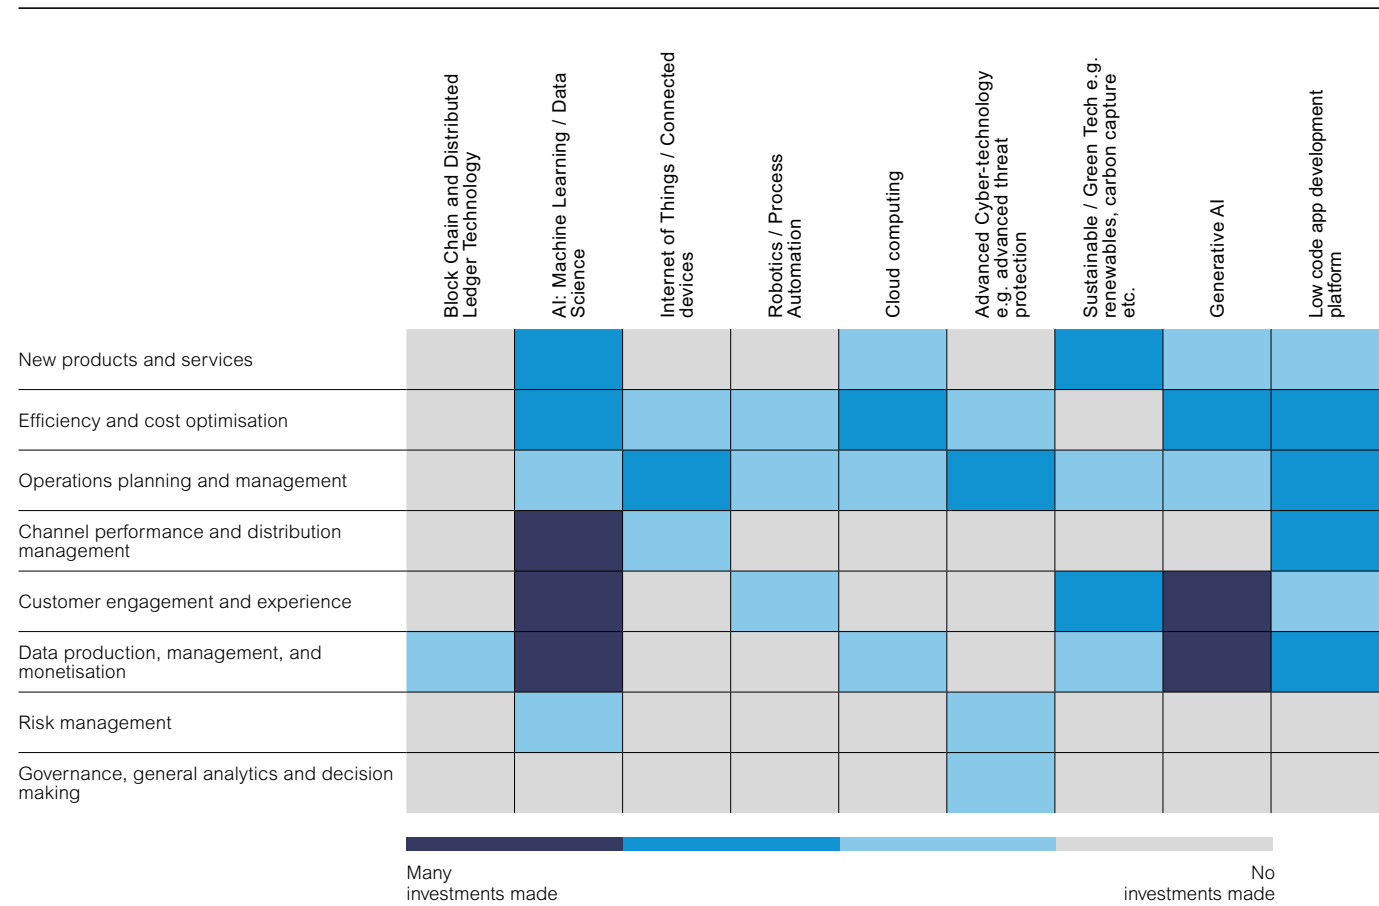 Block Chain and Distributed
Ledger Technology
AI: Machine Learning / Data
Science
Internet of Things / Connected
devices
Robotics / Process
Automation
Cloud computing
Advanced Cyber-technology
e.g. advanced threat
protection
Sustainable / Green Tech e.g.
renewables, carbon capture
etc.
Generative AI
Low code app development
platform
New products and services
Efficiency and cost optimisation
Operations planning and management
Channel performance and distribution
management
Customer engagement and experience
Data production, management, and
monetisation
Risk management
Governance, general analytics and decision
making
Many
investments made
No
investments made